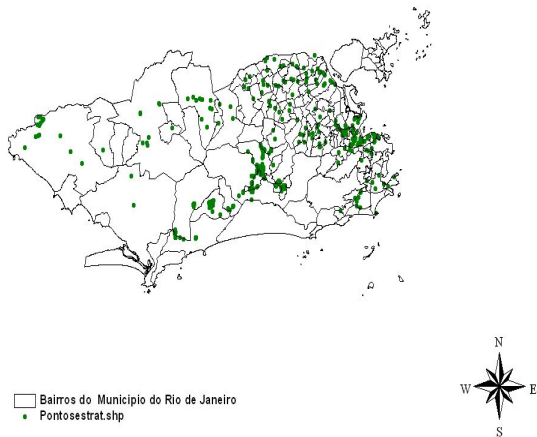 N
W E
S
Bairros do Municipio do Rio de Janeiro
Pontosestrat.shp